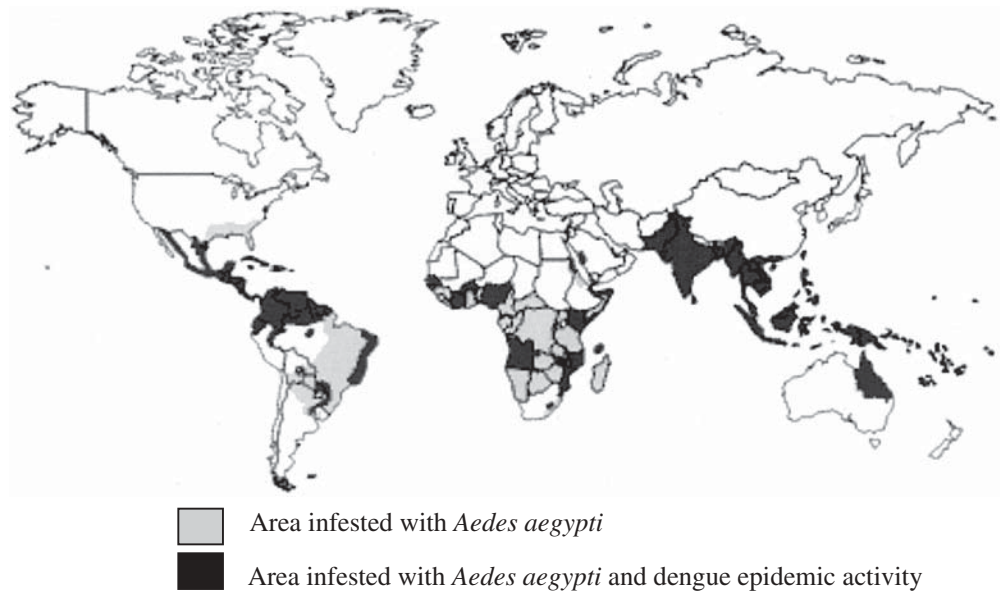 Area infested with Aedes aegypti
Area infested with Aedes aegypti and dengue epidemic activity